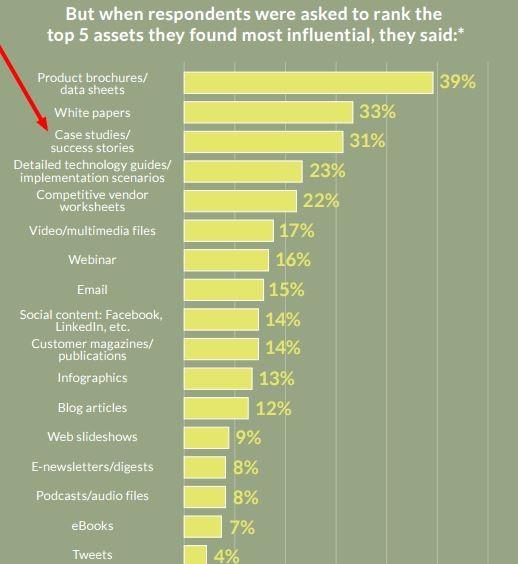 But when respondents were asked to rank the
top 5 assets they found most influential, they said:*
Product brochures/
data sheets
39%
White papers
33%
Case studies/
success stories
31%
Detailed technology guides/
implementation scenarios
23%
Competitive vendor
worksheets
22%
Video/multimedia files
17%
Webinar
16%
Email
15%
Social content: Facebook,
LinkedIn, etc.
14%
Customer magazines/
publications
14%
Infographics
13%
Blog articles
12%
Web slideshows
9%
E-newsletters/digests
8%
Podcasts/audio files
8%
eBooks
7%
Tweets
4%